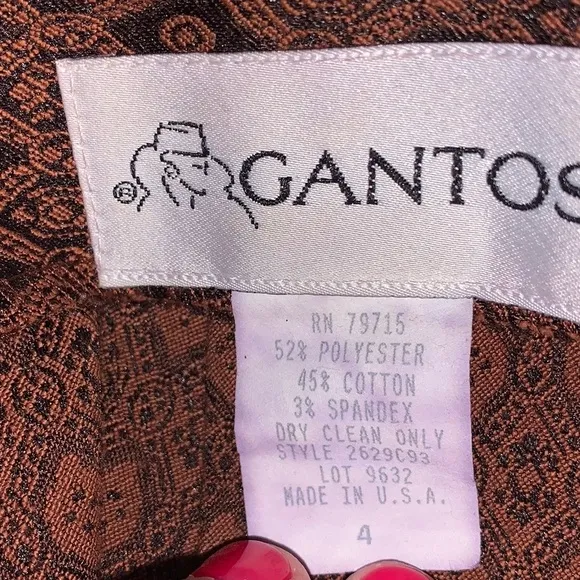 GANTOS
RN 79715
52% POLYESTER
45% COTTON
3% SPANDEX
DRY CLEAN ONLY
STYLE 2629C93
LOT 9632
MADE IN U.S.A.
4